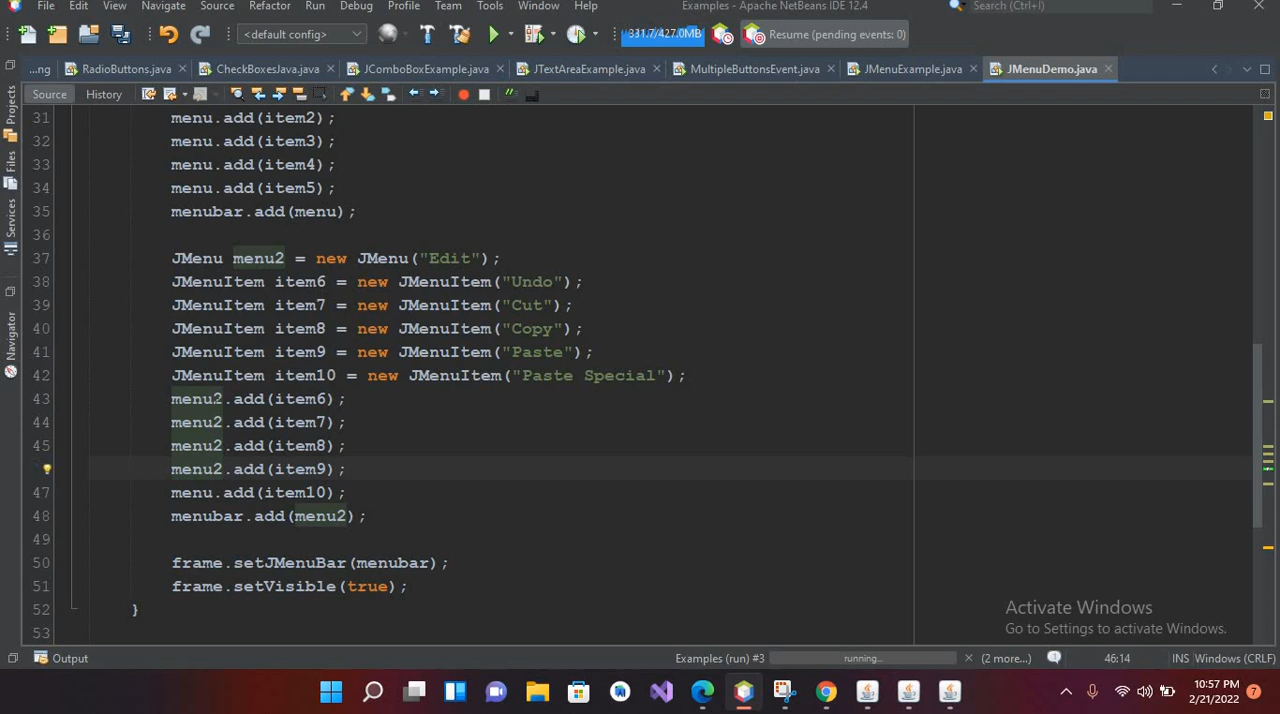 File Edit View Navigate Source Refactor Run Debug Profile Team Tools Window Help Examples - Apache NetBeans IDE 12.4 Search (Ctrl+I)
<default config> 331.7/427.0MB Resume (pending events: 0)
...ng RadioButtons.java CheckBoxesJava.java JComboBoxExample.java JTextAreaExample.java MultipleButtonsEvent.java JMenuExample.java JMenuDemo.java
Source History
Projects
Files
Services
Navigator
31 menu.add(item2);
32 menu.add(item3);
33 menu.add(item4);
34 menu.add(item5);
35 menubar.add(menu);
36
37 JMenu menu2 = new JMenu("Edit");
38 JMenuItem item6 = new JMenuItem("Undo");
39 JMenuItem item7 = new JMenuItem("Cut");
40 JMenuItem item8 = new JMenuItem("Copy");
41 JMenuItem item9 = new JMenuItem("Paste");
42 JMenuItem item10 = new JMenuItem("Paste Special");
43 menu2.add(item6);
44 menu2.add(item7);
45 menu2.add(item8);
menu2.add(item9);
47 menu.add(item10);
48 menubar.add(menu2);
49
50 frame.setJMenuBar(menubar);
51 frame.setVisible(true);
52 }
53
Activate Windows
Go to Settings to activate Windows.
Output Examples (run) #3 running... (2 more...) 46:14 INS Windows (CRLF)
10:57 PM
2/21/2022
7